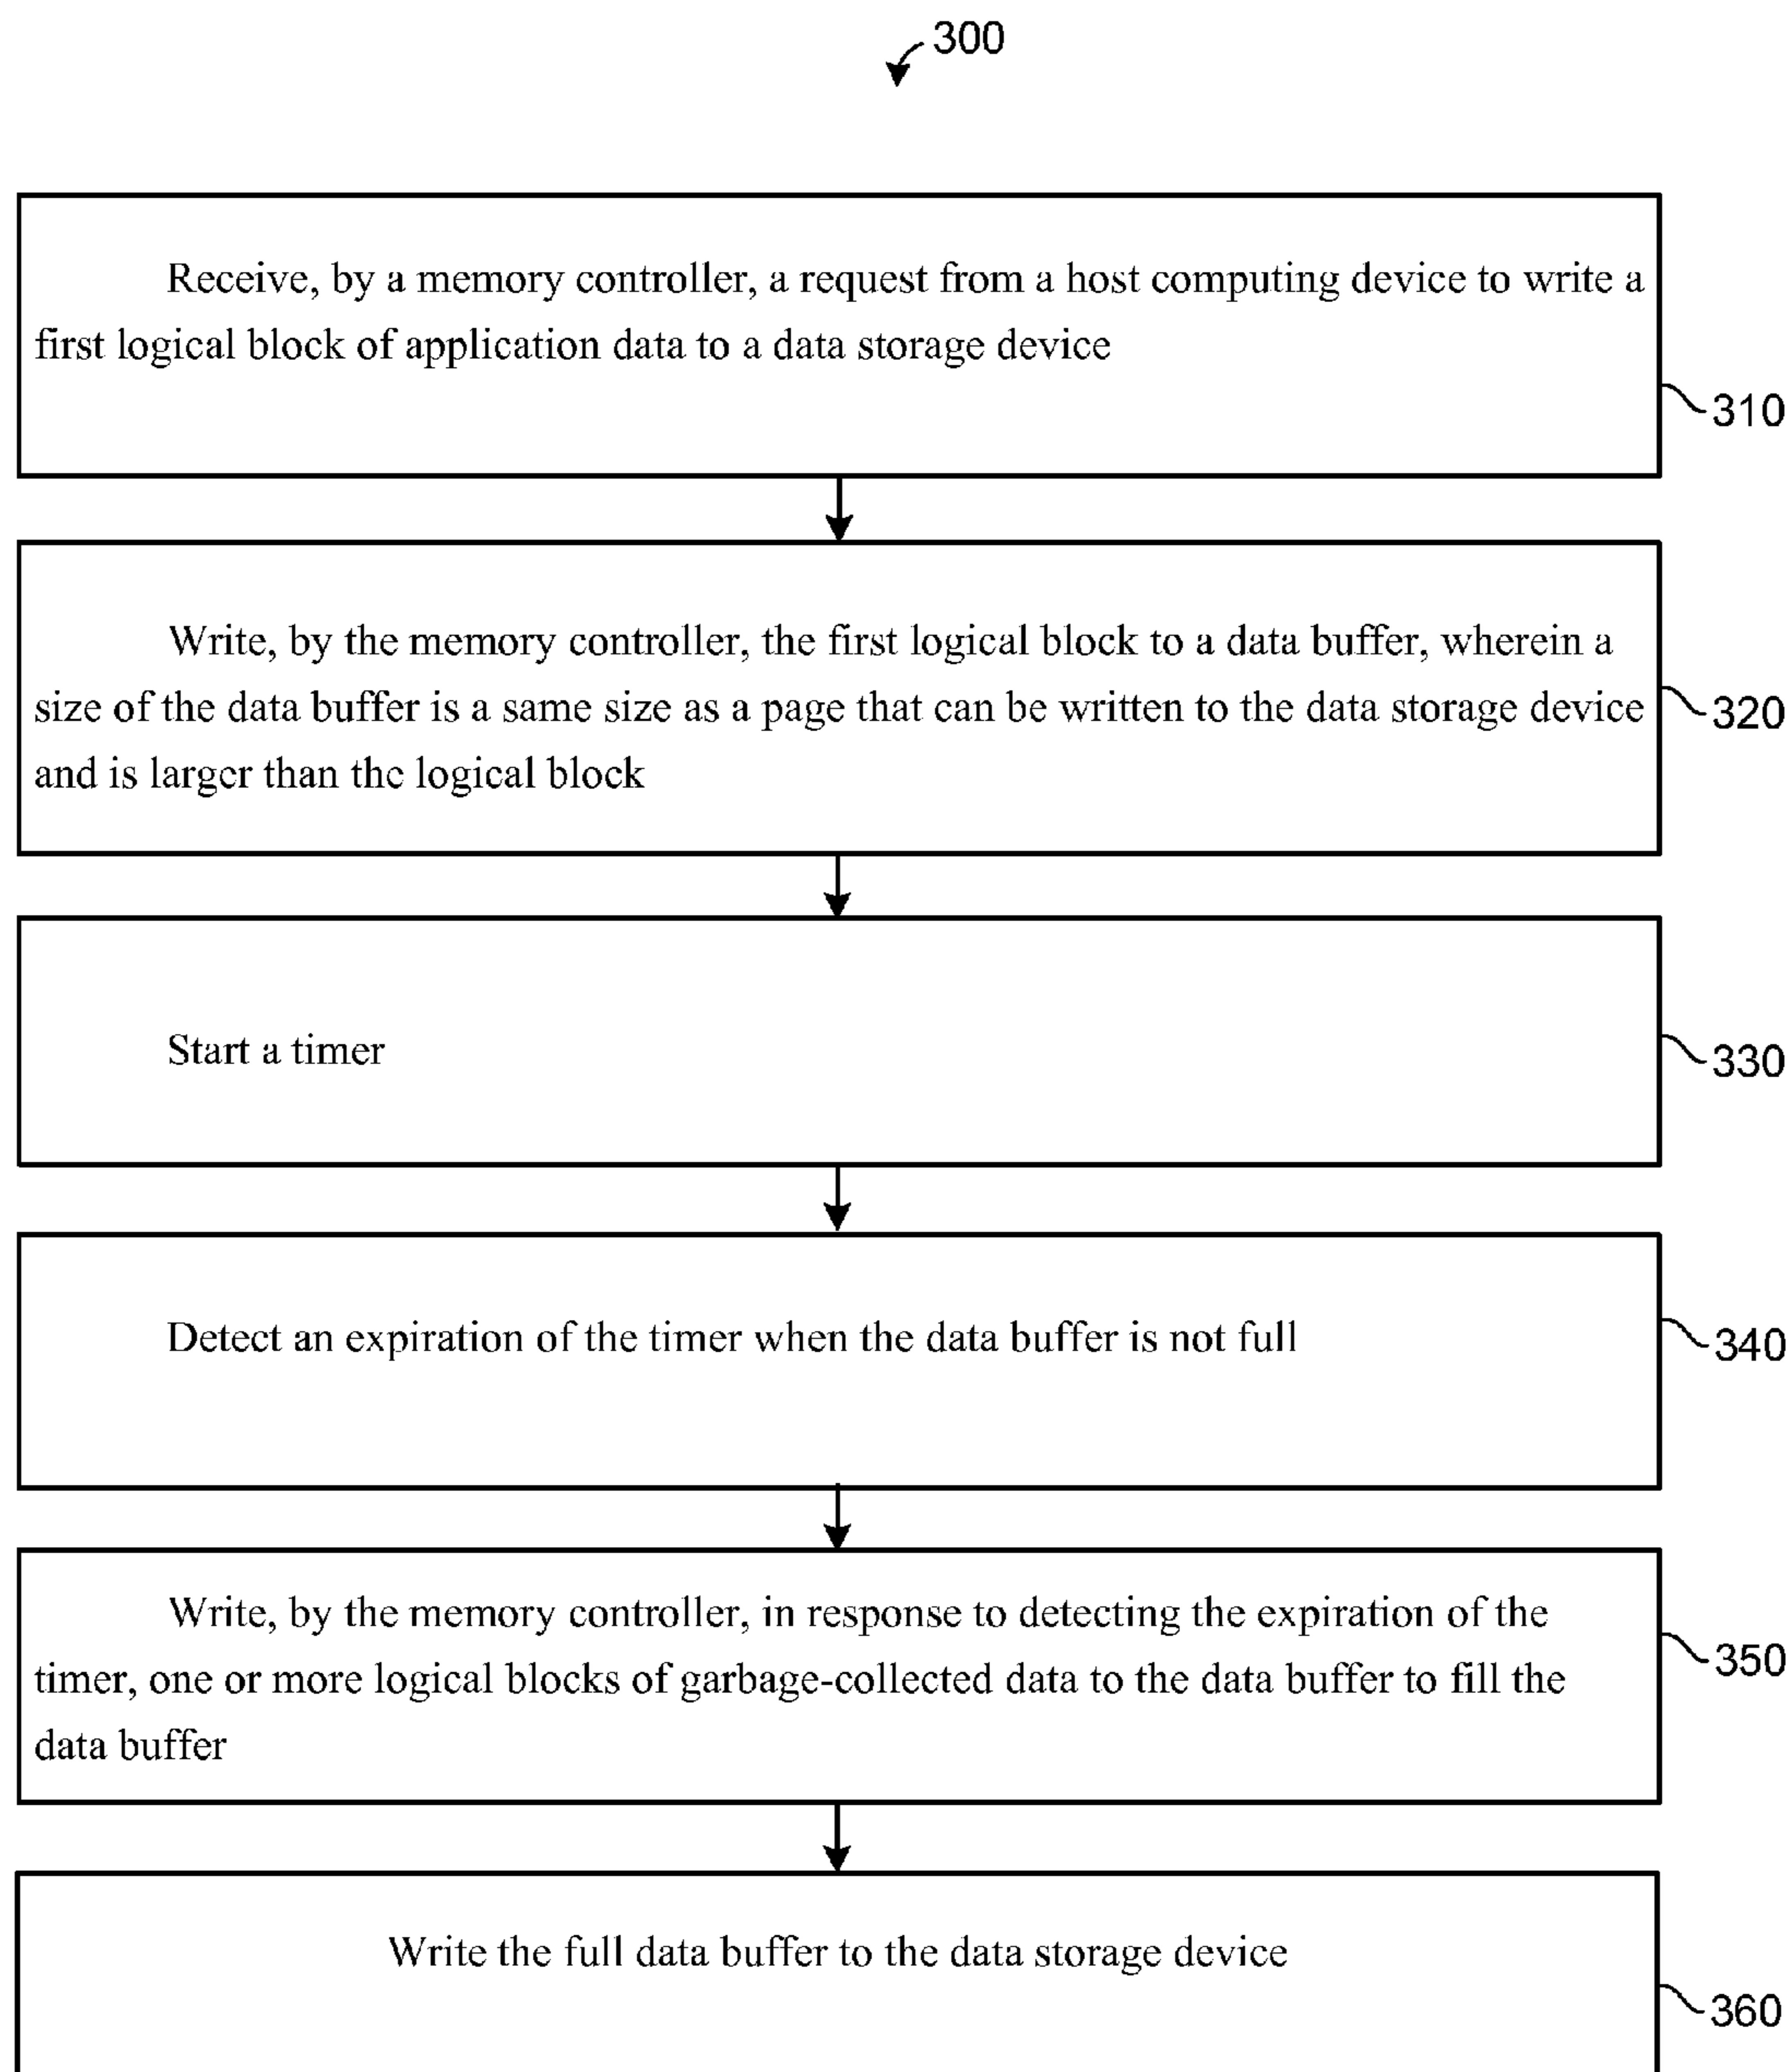 300
Receive, by a memory controller, a request from a host computing device to write a
first logical block of application data to a data storage device
310
Write, by the memory controller, the first logical block to a data buffer, wherein a
size of the data buffer is a same size as a page that can be written to the data storage device
and is larger than the logical block
320
Start a timer
330
Detect an expiration of the timer when the data buffer is not full
340
Write, by the memory controller, in response to detecting the expiration of the
timer, one or more logical blocks of garbage-collected data to the data buffer to fill the
data buffer
350
Write the full data buffer to the data storage device
360